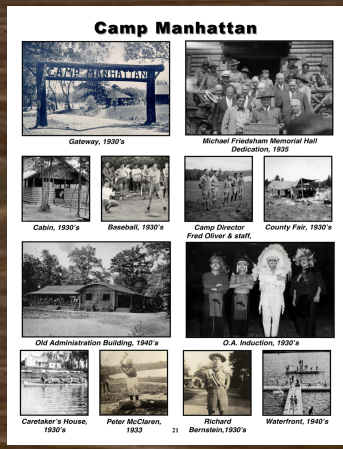 Camp Manhattan
CAMP MANHATTAN
Gateway, 1930's
Michael Friedsham Memorial Hall
Dedication, 1935
Cabin, 1930's
Baseball, 1930's
Camp Director
Fred Oliver & staff,
County Fair, 1930's
Old Administration Building, 1940's
O.A. Induction, 1930's
Caretaker's House,
1930's
Peter McClaren,
1933
Richard
Bernstein,1930's
Waterfront, 1940's
21